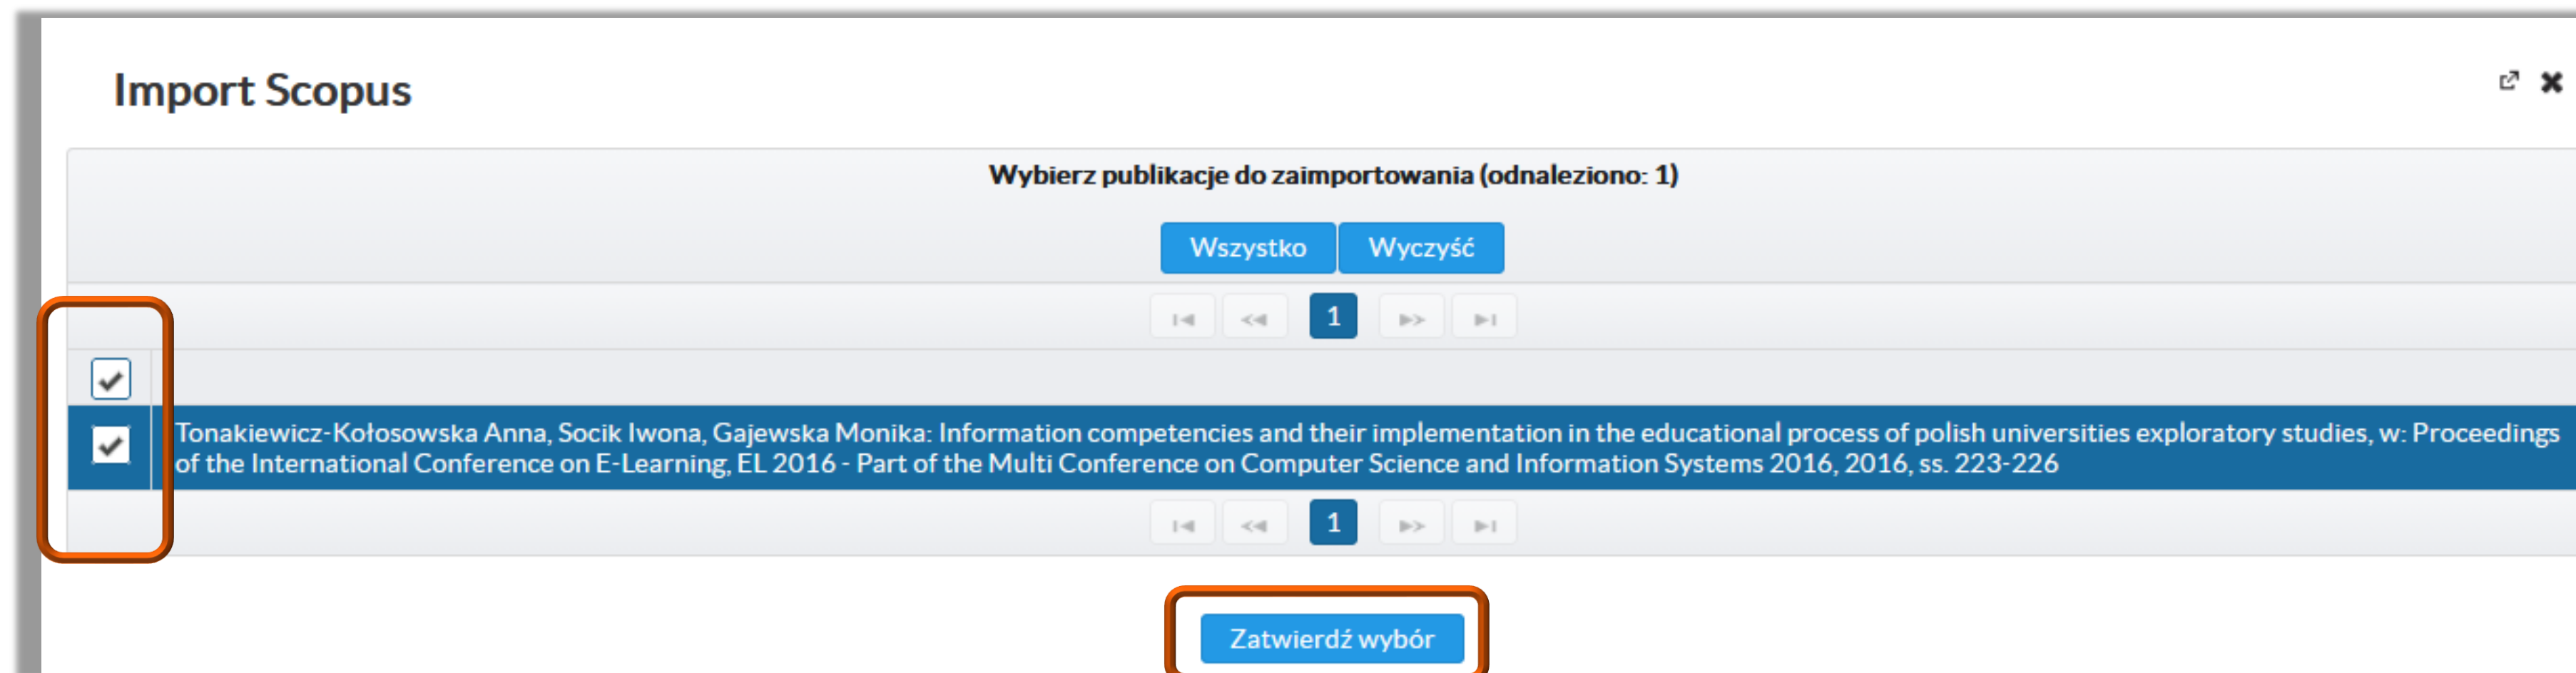 Import Scopus
Wybierz publikacje do zaimportowania (odnaleziono: 1)
Wszystko Wyczyść
1
Tonakiewicz-Kołosowska Anna, Socik Iwona, Gajewska Monika: Information competencies and their implementation in the educational process of polish universities exploratory studies, w: Proceedings
of the International Conference on E-Learning, EL 2016 - Part of the Multi Conference on Computer Science and Information Systems 2016, 2016, ss. 223-226
1
Zatwierdź wybór